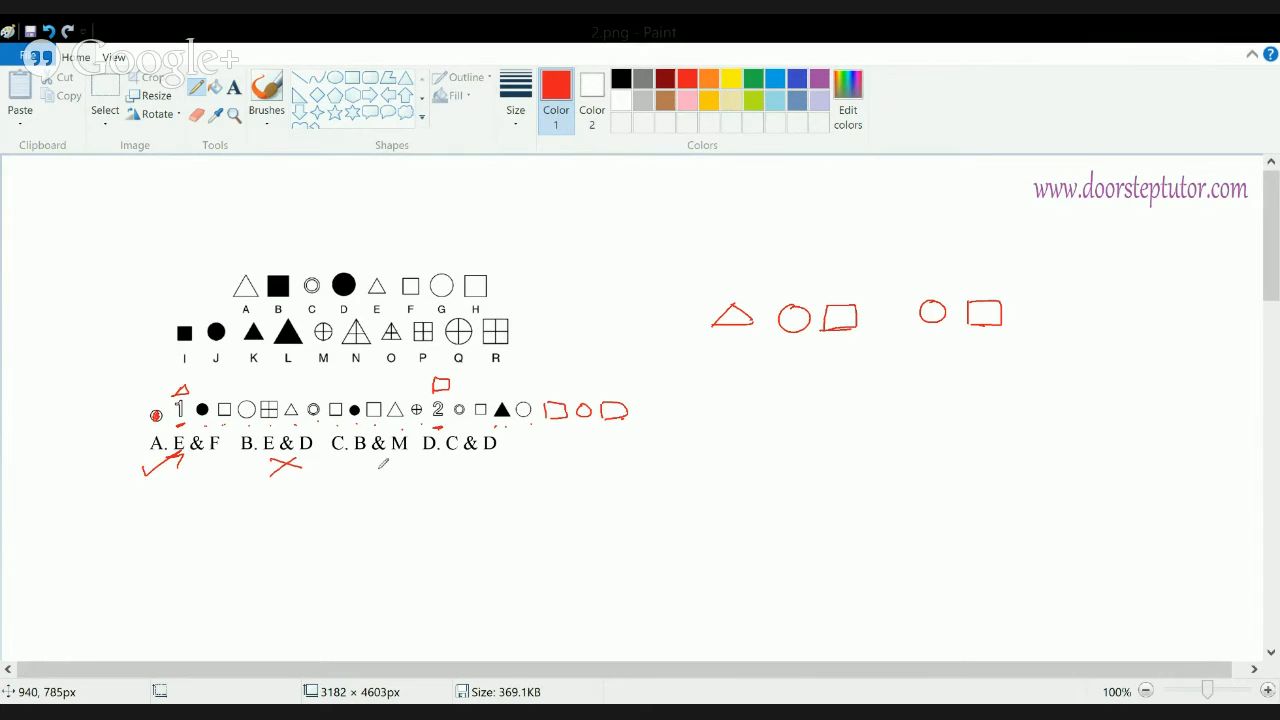 2.png - Paint
File Home View
Google+
Paste
Cut
Copy
Clipboard
Select
Crop
Resize
Rotate
Image
Tools
Brushes
Outline
Fill
Shapes
Size
Color 1
Color 2
Edit colors
Colors
www.doorsteptutor.com
A B C D E F G H
I J K L M N O P Q R
1 2
A. E & F B. E & D C. B & M D. C & D
940, 785px
3182 × 4603px
Size: 369.1KB
100%